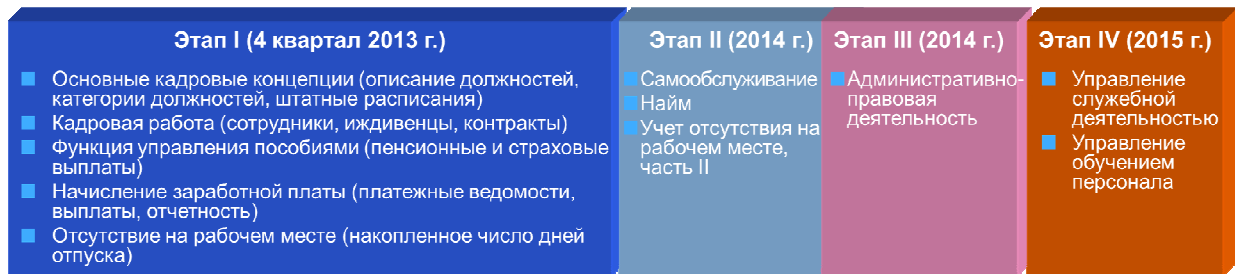 Этап I (4 квартал 2013 г.)
Основные кадровые концепции (описание должностей,
категории должностей, штатные расписания)
Кадровая работа (сотрудники, иждивенцы, контракты)
Функция управления пособиями (пенсионные и страховые
выплаты)
Начисление заработной платы (платежные ведомости,
выплаты, отчетность)
Отсутствие на рабочем месте (накопленное число дней
отпуска)
Этап II (2014 г.)
Самообслуживание
Найм
Учет отсутствия на
рабочем месте,
часть II
Этап III (2014 г.)
Административно-
правовая
деятельность
Этап IV (2015 г.)
Управление
служебной
деятельностью
Управление
обучением
персонала